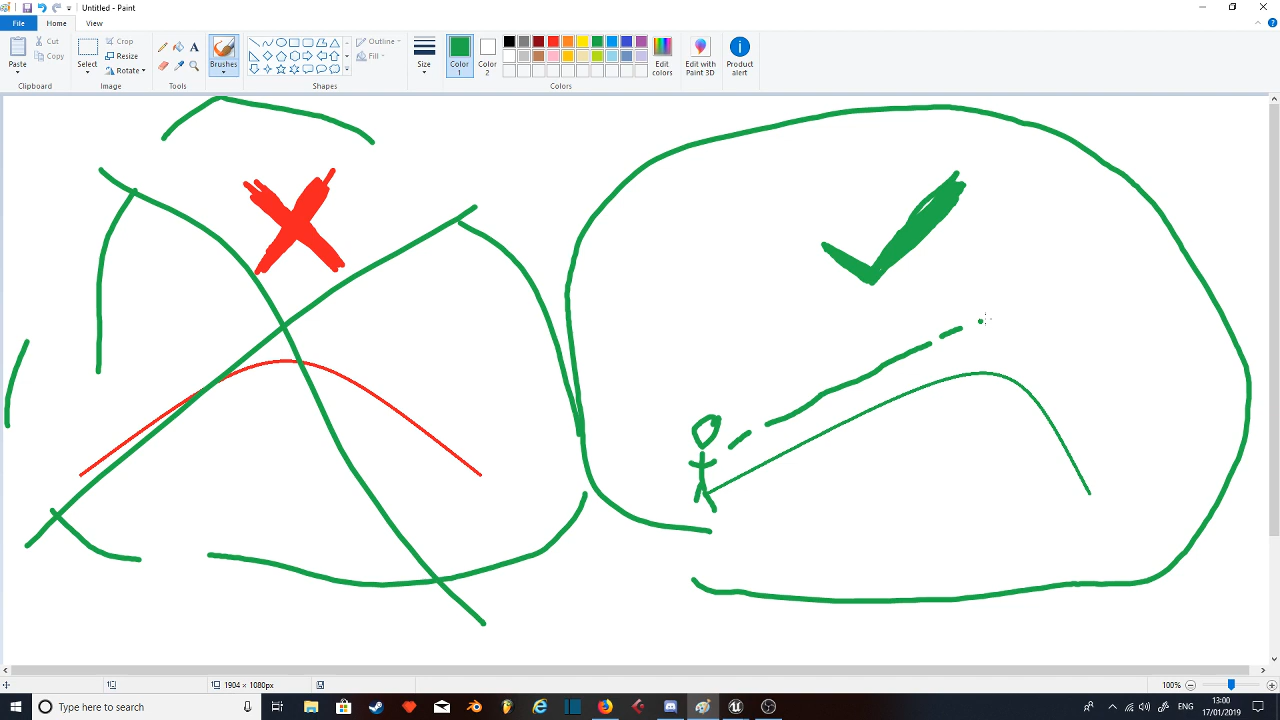 Untitled - Paint
File
Home
View
Paste
Cut
Copy
Clipboard
Select
Crop
Resize
Rotate
Image
A
Tools
Brushes
Outline
Fill
Shapes
Size
Color 1
Color 2
Edit colors
Colors
Edit with Paint 3D
Product alert
1904 × 1080px
100%
Type here to search
ENG
13:00
17/01/2019